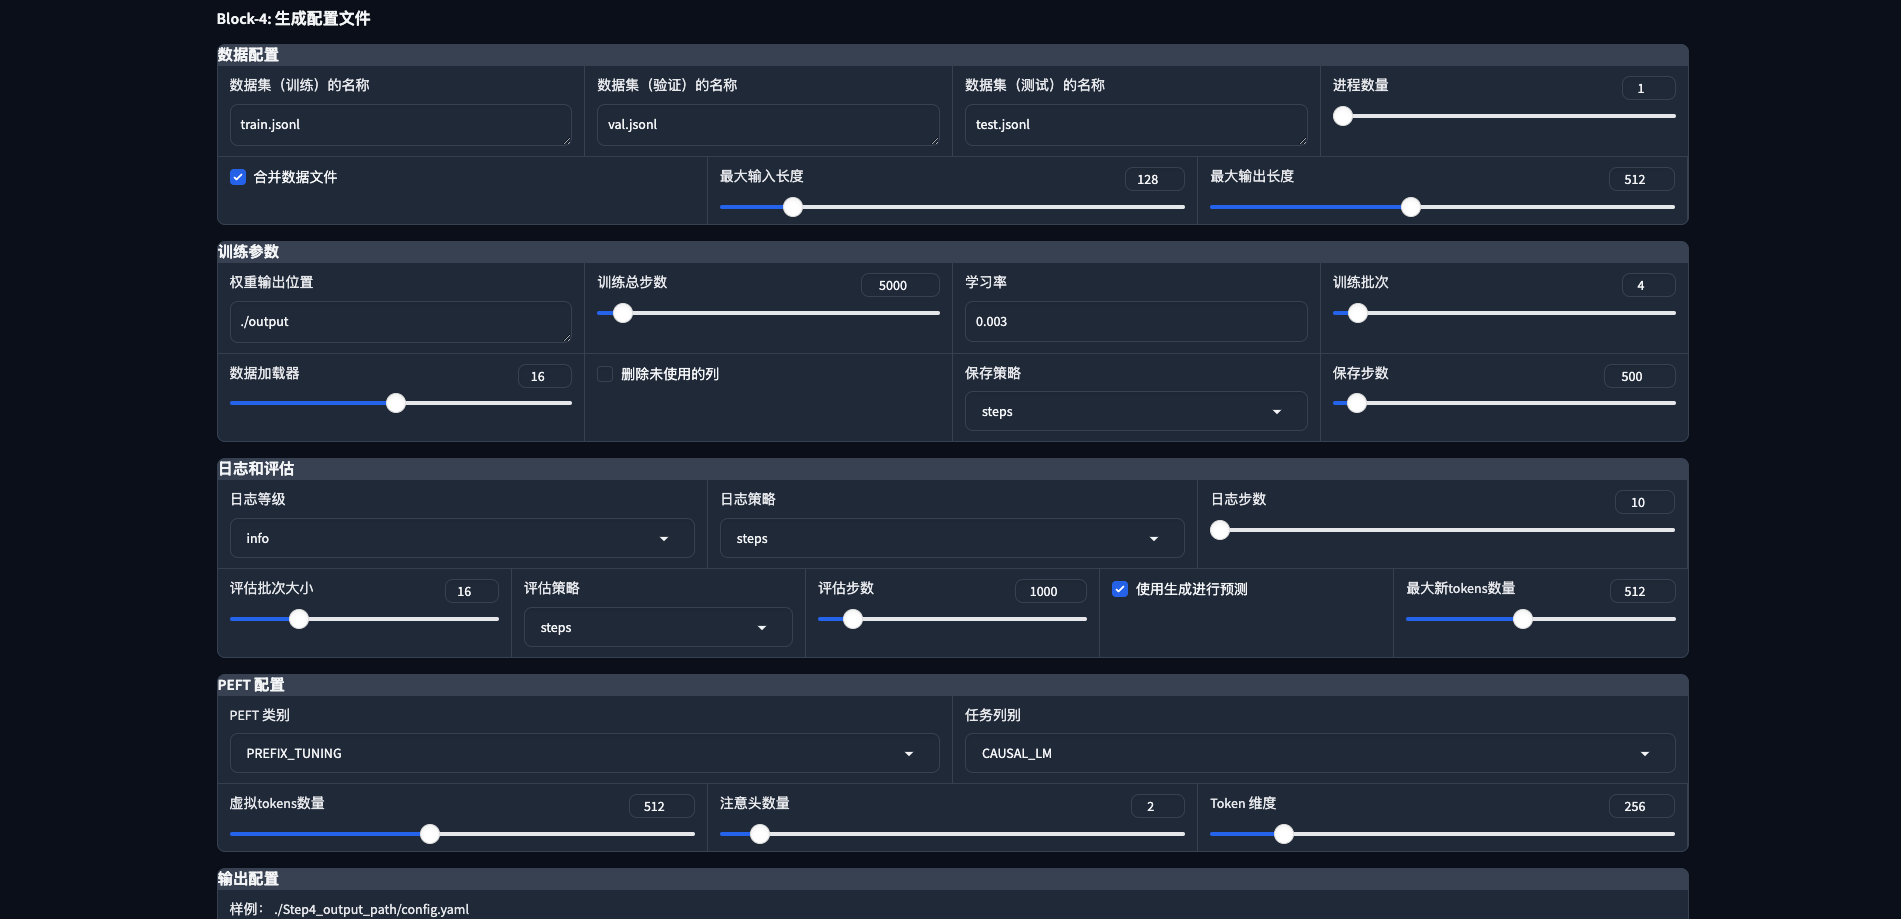 Block-4: 生成配置文件
数据配置
数据集（训练）的名称
train.jsonl
数据集（验证）的名称
val.jsonl
数据集（测试）的名称
test.jsonl
进程数量
1
合并数据文件
最大输入长度
128
最大输出长度
512
训练参数
权重输出位置
./output
训练总步数
5000
学习率
0.003
训练批次
4
数据加载器
16
删除未使用的列
保存策略
steps
保存步数
500
日志和评估
日志等级
info
日志策略
steps
日志步数
10
评估批次大小
16
评估策略
steps
评估步数
1000
使用生成进行预测
最大新tokens数量
512
PEFT 配置
PEFT 类别
PREFIX_TUNING
任务列别
CAUSAL_LM
虚拟tokens数量
512
注意头数量
2
Token 维度
256
输出配置
样例： ./Step4_output_path/config.yaml